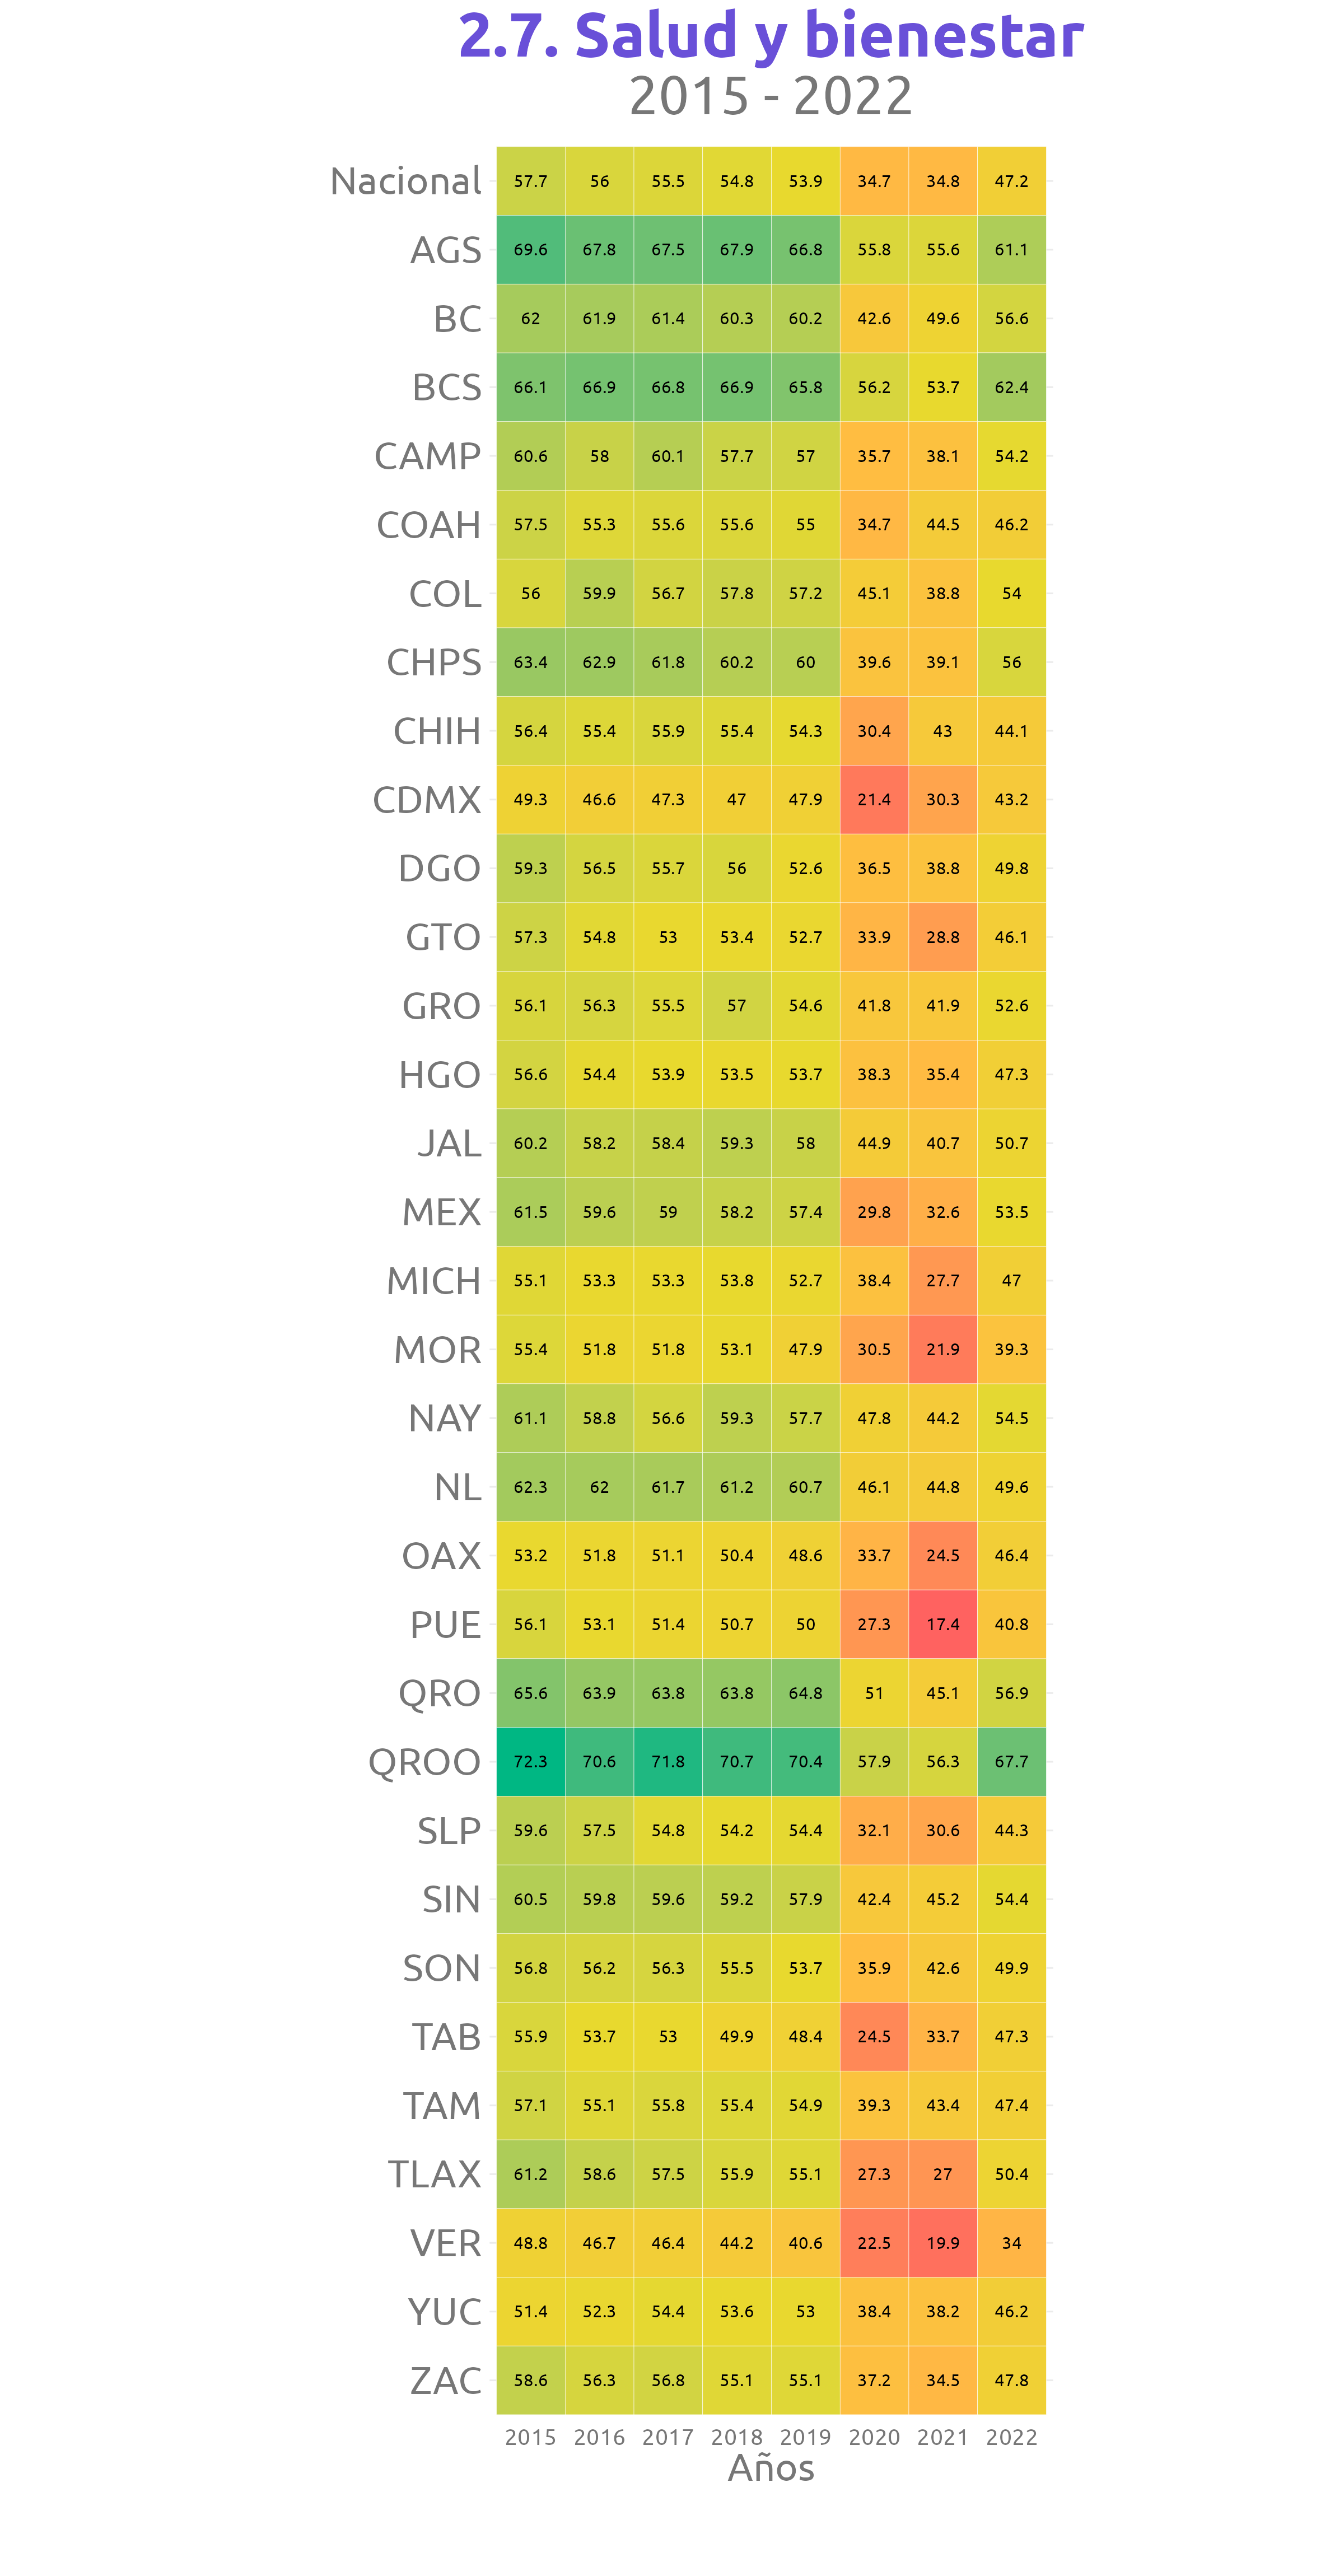 2.7. Salud y bienestar
2015 - 2022
Nacional 57.7 56 55.5 54.8 53.9 34.7 34.8 47.2
AGS 69.6 67.8 67.5 67.9 66.8 55.8 55.6 61.1
BC 62 61.9 61.4 60.3 60.2 42.6 49.6 56.6
BCS 66.1 66.9 66.8 66.9 65.8 56.2 53.7 62.4
CAMP 60.6 58 60.1 57.7 57 35.7 38.1 54.2
COAH 57.5 55.3 55.6 55.6 55 34.7 44.5 46.2
COL 56 59.9 56.7 57.8 57.2 45.1 38.8 54
CHPS 63.4 62.9 61.8 60.2 60 39.6 39.1 56
CHIH 56.4 55.4 55.9 55.4 54.3 30.4 43 44.1
CDMX 49.3 46.6 47.3 47 47.9 21.4 30.3 43.2
DGO 59.3 56.5 55.7 56 52.6 36.5 38.8 49.8
GTO 57.3 54.8 53 53.4 52.7 33.9 28.8 46.1
GRO 56.1 56.3 55.5 57 54.6 41.8 41.9 52.6
HGO 56.6 54.4 53.9 53.5 53.7 38.3 35.4 47.3
JAL 60.2 58.2 58.4 59.3 58 44.9 40.7 50.7
MEX 61.5 59.6 59 58.2 57.4 29.8 32.6 53.5
MICH 55.1 53.3 53.3 53.8 52.7 38.4 27.7 47
MOR 55.4 51.8 51.8 53.1 47.9 30.5 21.9 39.3
NAY 61.1 58.8 56.6 59.3 57.7 47.8 44.2 54.5
NL 62.3 62 61.7 61.2 60.7 46.1 44.8 49.6
OAX 53.2 51.8 51.1 50.4 48.6 33.7 24.5 46.4
PUE 56.1 53.1 51.4 50.7 50 27.3 17.4 40.8
QRO 65.6 63.9 63.8 63.8 64.8 51 45.1 56.9
QROO 72.3 70.6 71.8 70.7 70.4 57.9 56.3 67.7
SLP 59.6 57.5 54.8 54.2 54.4 32.1 30.6 44.3
SIN 60.5 59.8 59.6 59.2 57.9 42.4 45.2 54.4
SON 56.8 56.2 56.3 55.5 53.7 35.9 42.6 49.9
TAB 55.9 53.7 53 49.9 48.4 24.5 33.7 47.3
TAM 57.1 55.1 55.8 55.4 54.9 39.3 43.4 47.4
TLAX 61.2 58.6 57.5 55.9 55.1 27.3 27 50.4
VER 48.8 46.7 46.4 44.2 40.6 22.5 19.9 34
YUC 51.4 52.3 54.4 53.6 53 38.4 38.2 46.2
ZAC 58.6 56.3 56.8 55.1 55.1 37.2 34.5 47.8
2015 2016 2017 2018 2019 2020 2021 2022
Años